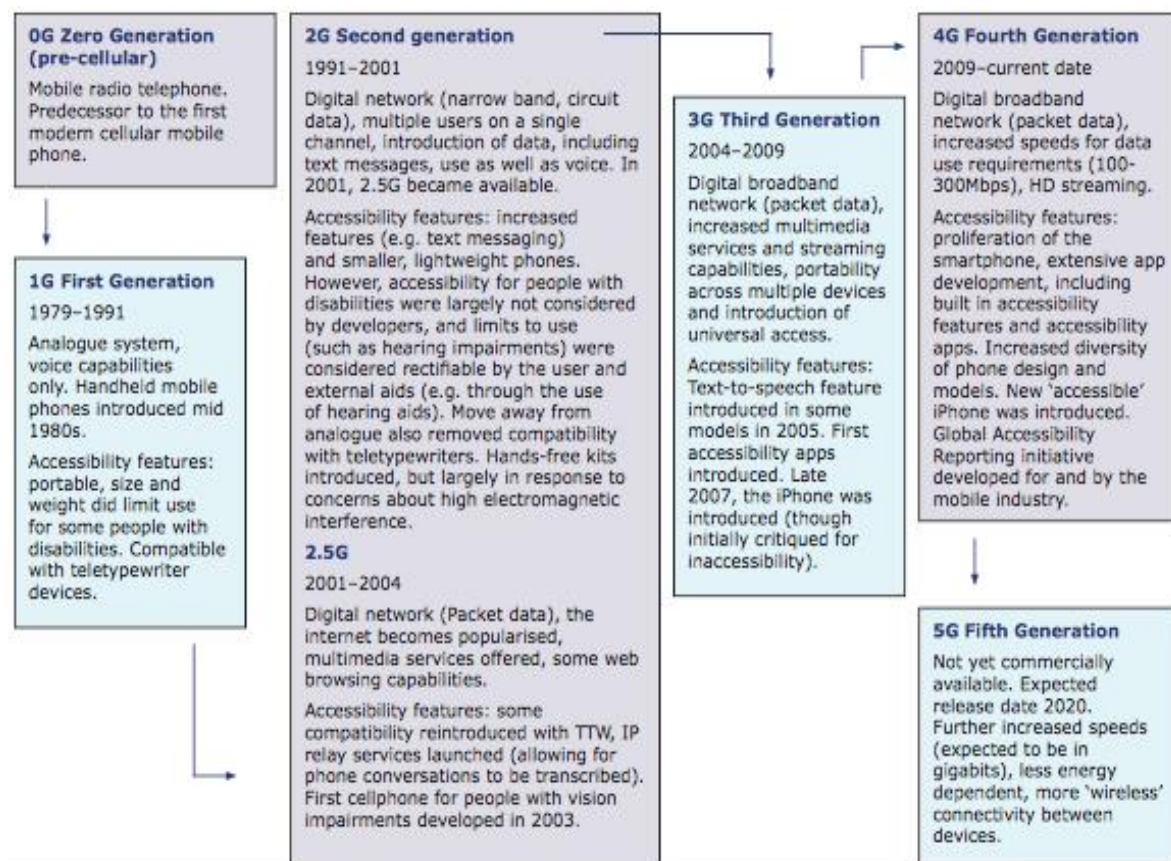 0G Zero Generation
(pre-cellular)
Mobile radio telephone.
Predecessor to the first
modern cellular mobile
phone.
1G First Generation
1979–1991
Analogue system,
voice capabilities
only. Handheld mobile
phones introduced mid
1980s.
Accessibility features:
portable, size and
weight did limit use
for some people with
disabilities. Compatible
with teletypewriter
devices.
2G Second generation
1991–2001
Digital network (narrow band, circuit
data), multiple users on a single
channel, introduction of data, including
text messages, use as well as voice. In
2001, 2.5G became available.
Accessibility features: increased
features (e.g. text messaging)
and smaller, lightweight phones.
However, accessibility for people with
disabilities were largely not considered
by developers, and limits to use
(such as hearing impairments) were
considered rectifiable by the user and
external aids (e.g. through the use
of hearing aids). Move away from
analogue also removed compatibility
with teletypewriters. Hands-free kits
introduced, but largely in response to
concerns about high electromagnetic
interference.
2.5G
2001–2004
Digital network (Packet data), the
internet becomes popularised,
multimedia services offered, some web
browsing capabilities.
Accessibility features: some
compatibility reintroduced with TTW, IP
relay services launched (allowing for
phone conversations to be transcribed).
First cellphone for people with vision
impairments developed in 2003.
3G Third Generation
2004–2009
Digital broadband
network (packet data),
increased multimedia
services and streaming
capabilities, portability
across multiple devices
and introduction of
universal access.
Accessibility features:
Text-to-speech feature
introduced in some
models in 2005. First
accessibility apps
introduced. Late
2007, the iPhone was
introduced (though
initially critiqued for
inaccessibility).
4G Fourth Generation
2009–current date
Digital broadband
network (packet data),
increased speeds for data
use requirements (100-
300Mbps), HD streaming.
Accessibility features:
proliferation of the
smartphone, extensive app
development, including
built in accessibility
features and accessibility
apps. Increased diversity
of phone design and
models. New ‘accessible’
iPhone was introduced.
Global Accessibility
Reporting initiative
developed for and by the
mobile industry.
5G Fifth Generation
Not yet commercially
available. Expected
release date 2020.
Further increased speeds
(expected to be in
gigabits), less energy
dependent, more ‘wireless’
connectivity between
devices.